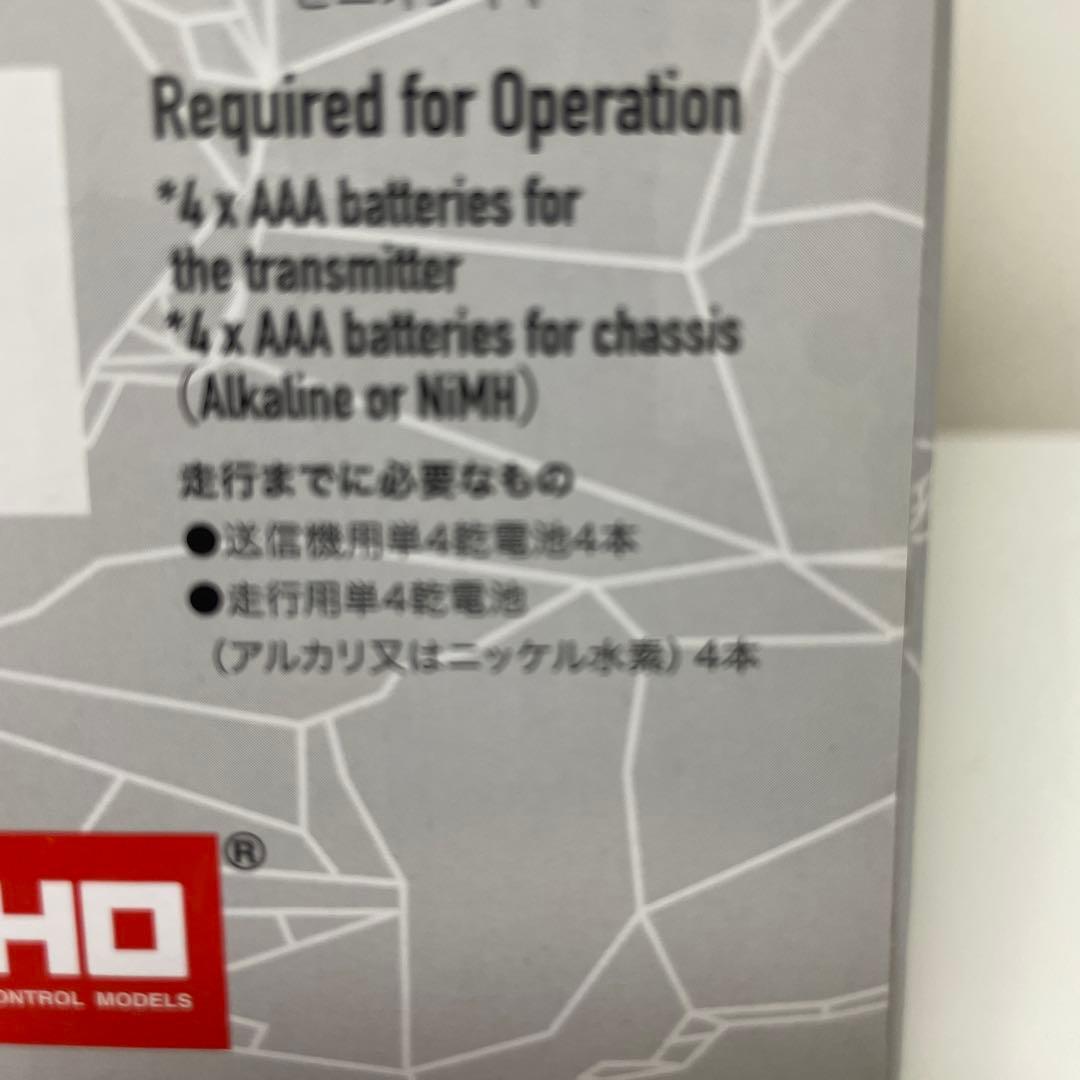 Required for Operation
*4 x AAA batteries for
the transmitter
*4 x AAA batteries for chassis
(Alkaline or NiMH)
走行までに必要なもの
●送信機用単4乾電池4本
●走行用単4乾電池
（アルカリ又はニッケル水素）4本
®
HO
ONTROL MODELS